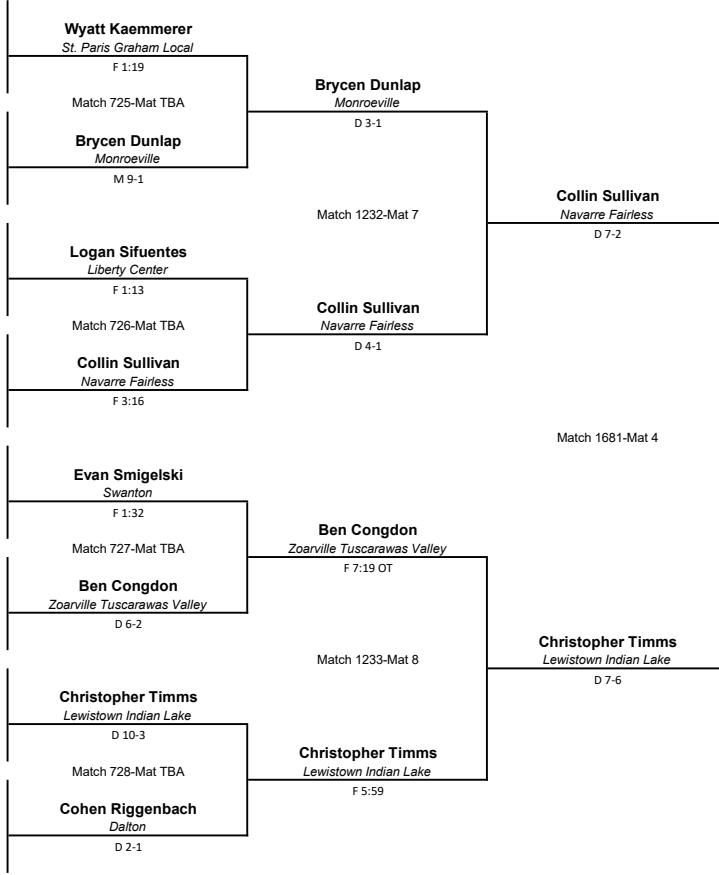 Wyatt Kaemmerer
St. Paris Graham Local
F 1:19
Match 725-Mat TBA
Brycen Dunlap
Monroeville
M 9-1
Brycen Dunlap
Monroeville
D 3-1
Match 1232-Mat 7
Logan Sifuentes
Liberty Center
F 1:13
Match 726-Mat TBA
Collin Sullivan
Navarre Fairless
F 3:16
Collin Sullivan
Navarre Fairless
D 4-1
Collin Sullivan
Navarre Fairless
D 7-2
Match 1681-Mat 4
Evan Smigelski
Swanton
F 1:32
Match 727-Mat TBA
Ben Congdon
Zoarville Tuscarawas Valley
D 6-2
Ben Congdon
Zoarville Tuscarawas Valley
F 7:19 OT
Match 1233-Mat 8
Christopher Timms
Lewistown Indian Lake
D 10-3
Match 728-Mat TBA
Cohen Riggenbach
Dalton
D 2-1
Christopher Timms
Lewistown Indian Lake
F 5:59
Christopher Timms
Lewistown Indian Lake
D 7-6